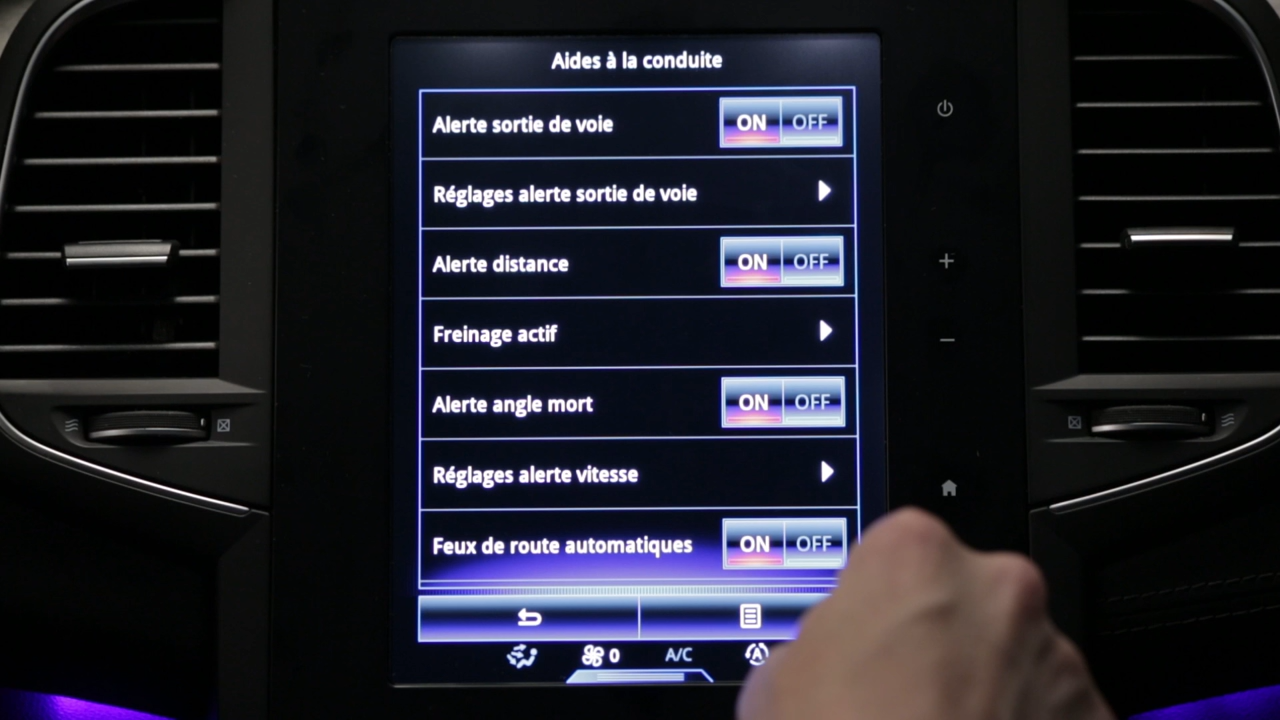 Aides à la conduite
Alerte sortie de voie ON OFF
Réglages alerte sortie de voie
Alerte distance ON OFF
Freinage actif
Alerte angle mort ON OFF
Réglages alerte vitesse
Feux de route automatiques ON OFF
0 A/C A